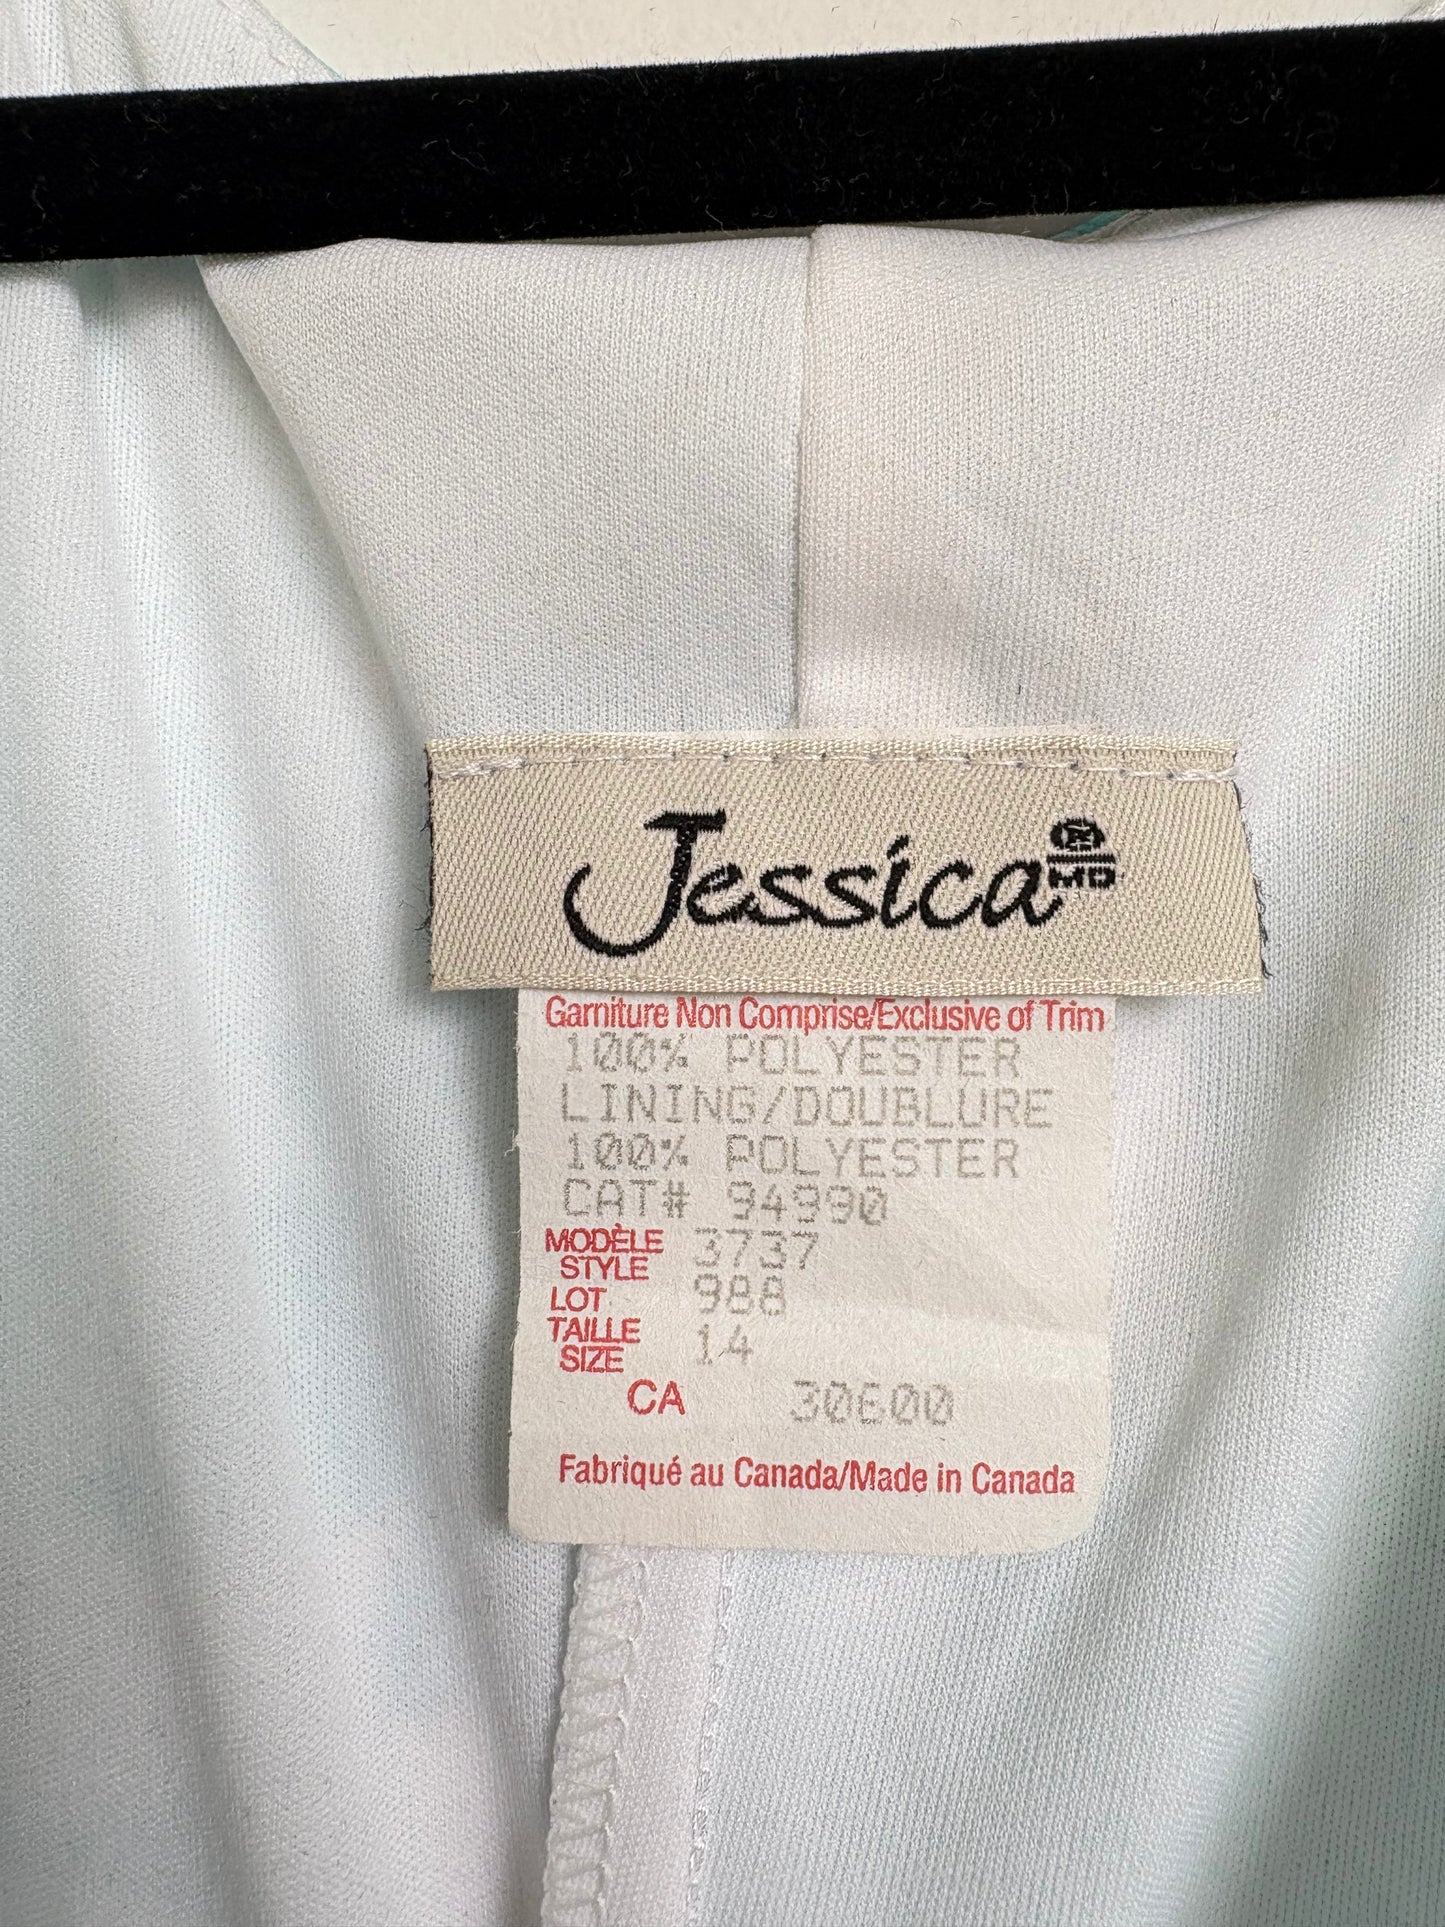 Jessica ® MD
Garniture Non Comprise/Exclusive of Trim
100% POLYESTER
LINING/DOUBLURE
100% POLYESTER
CAT# 94990
MODÈLE 3737
STYLE
LOT 988
TAILLE 14
SIZE
CA 30600
Fabriqué au Canada/Made in Canada